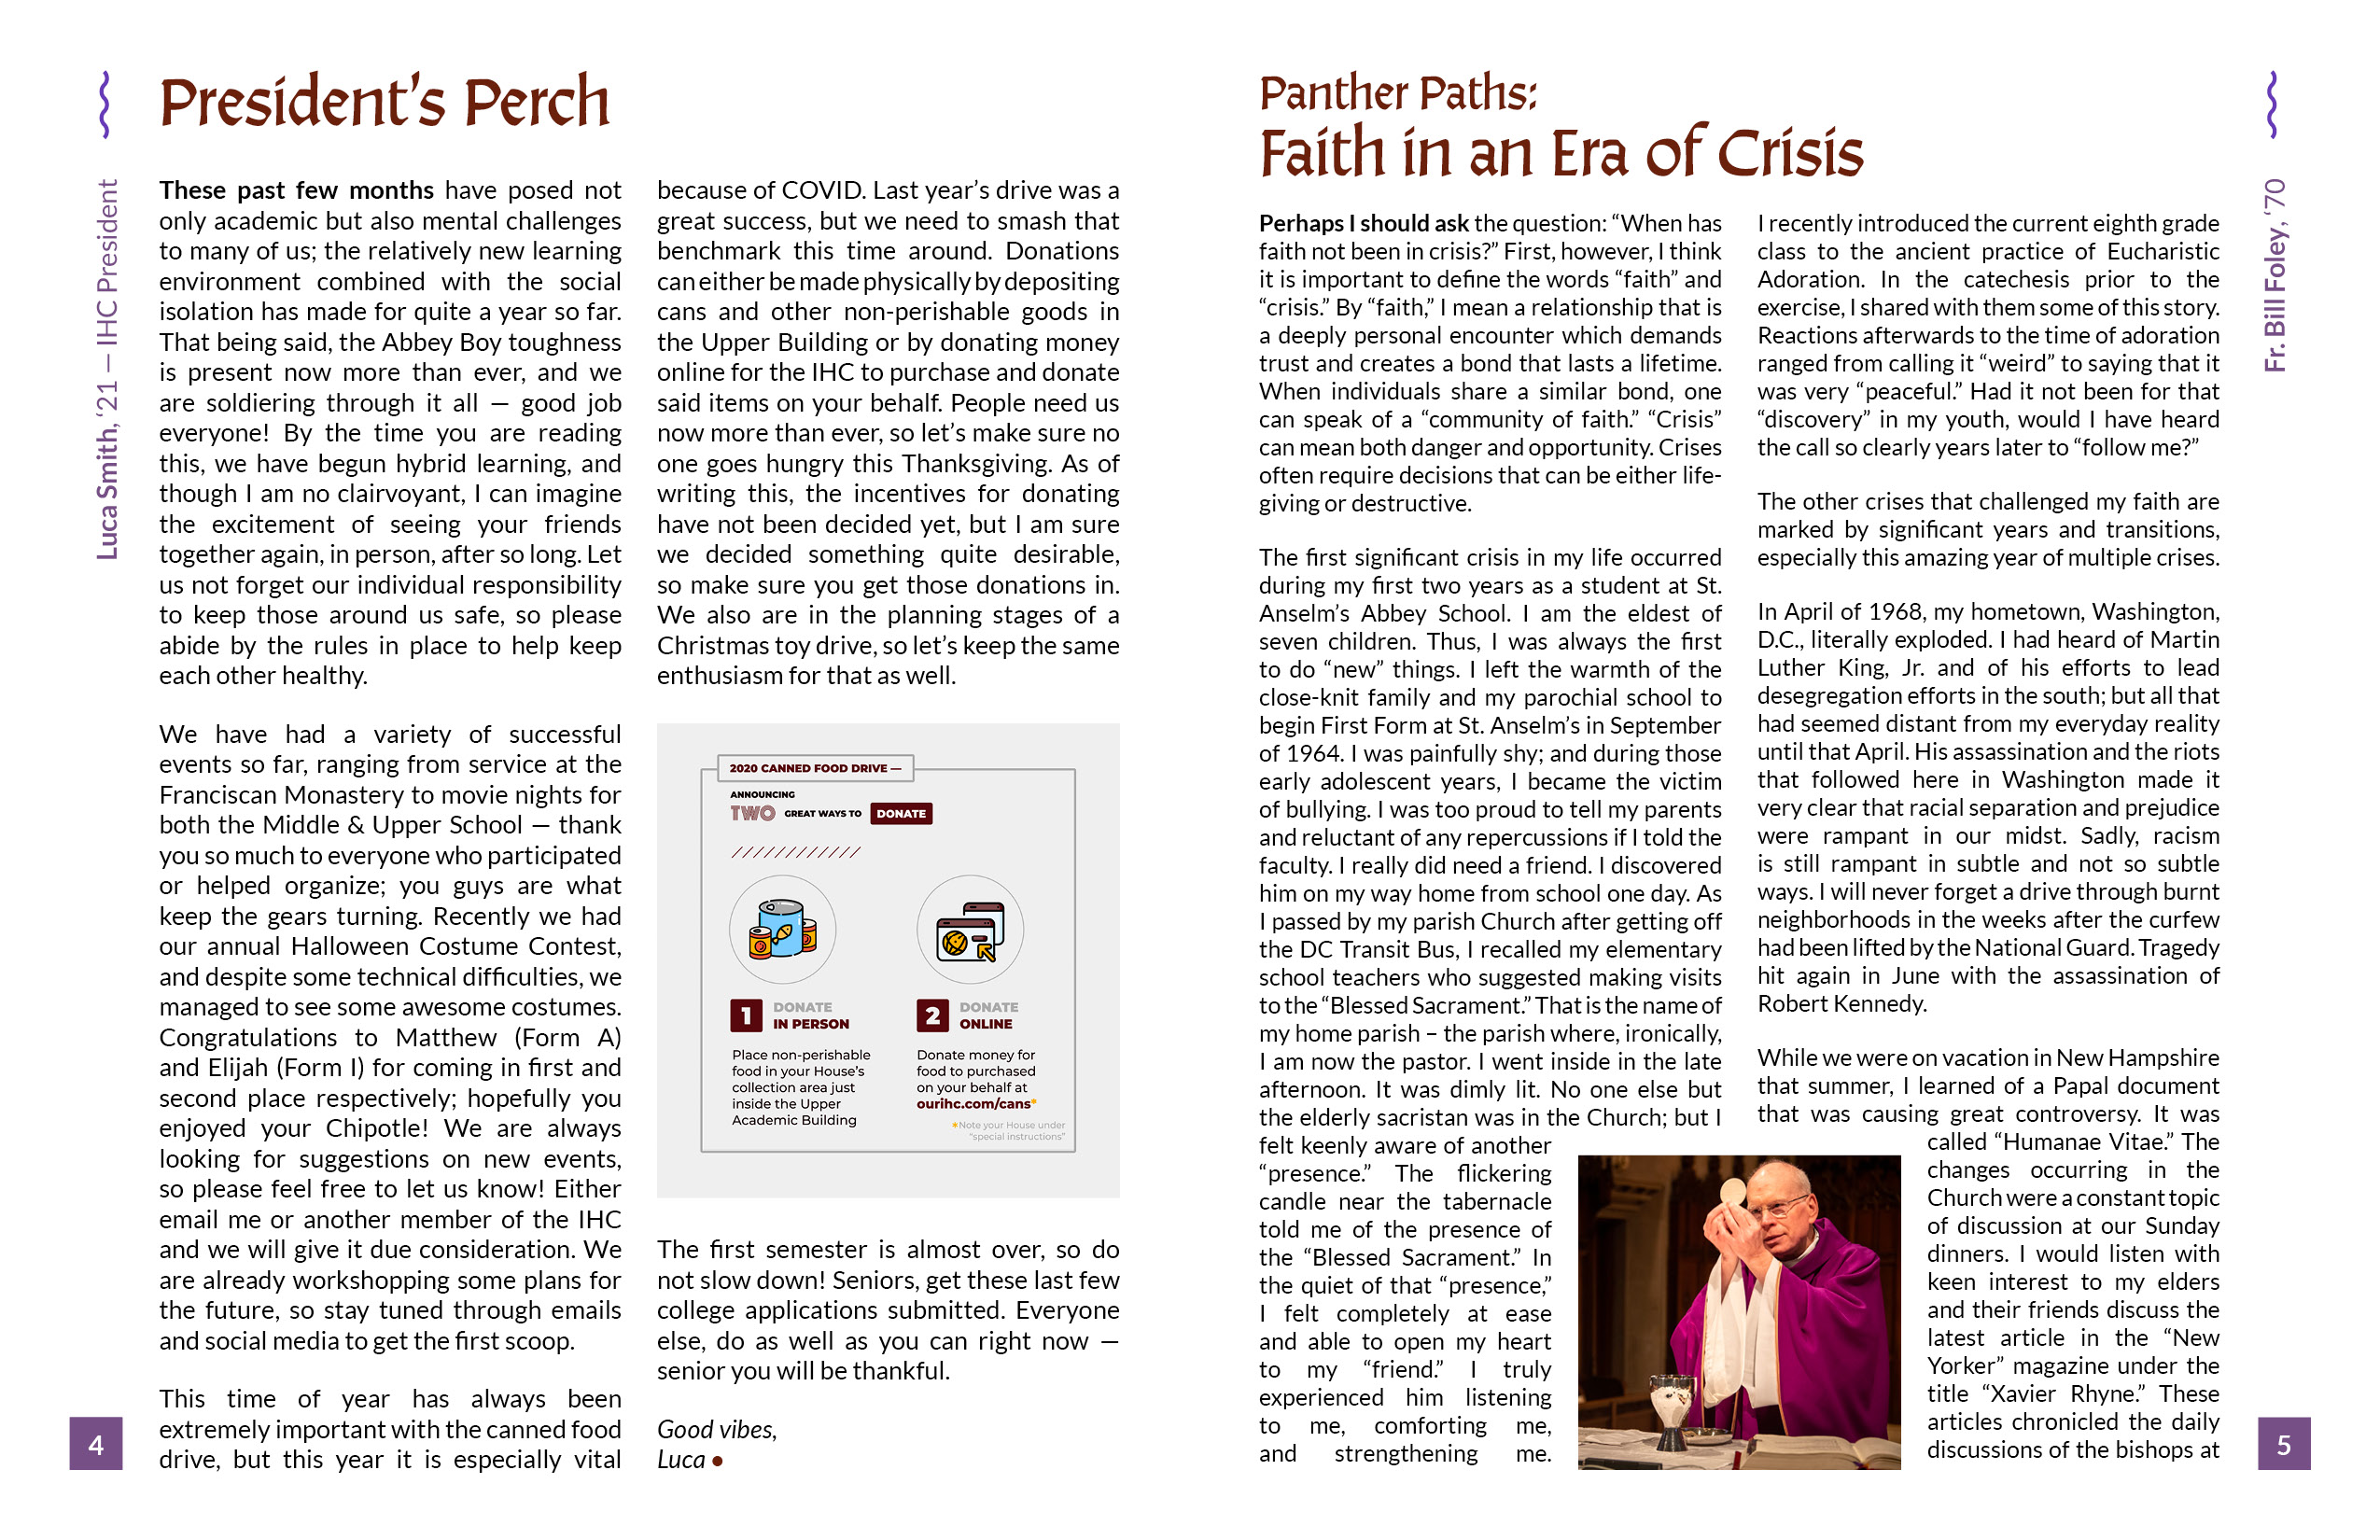 President’s Perch
Luca Smith, ‘21 — IHC President
These past few months have posed not
only academic but also mental challenges
to many of us; the relatively new learning
environment combined with the social
isolation has made for quite a year so far.
That being said, the Abbey Boy toughness
is present now more than ever, and we
are soldiering through it all — good job
everyone! By the time you are reading
this, we have begun hybrid learning, and
though I am no clairvoyant, I can imagine
the excitement of seeing your friends
together again, in person, after so long. Let
us not forget our individual responsibility
to keep those around us safe, so please
abide by the rules in place to help keep
each other healthy.
We have had a variety of successful
events so far, ranging from service at the
Franciscan Monastery to movie nights for
both the Middle & Upper School — thank
you so much to everyone who participated
or helped organize; you guys are what
keep the gears turning. Recently we had
our annual Halloween Costume Contest,
and despite some technical difficulties, we
managed to see some awesome costumes.
Congratulations to Matthew (Form A)
and Elijah (Form I) for coming in first and
second place respectively; hopefully you
enjoyed your Chipotle! We are always
looking for suggestions on new events,
so please feel free to let us know! Either
email me or another member of the IHC
and we will give it due consideration. We
are already workshopping some plans for
the future, so stay tuned through emails
and social media to get the first scoop.
This time of year has always been
extremely important with the canned food
drive, but this year it is especially vital
because of COVID. Last year’s drive was a
great success, but we need to smash that
benchmark this time around. Donations
can either be made physically by depositing
cans and other non-perishable goods in
the Upper Building or by donating money
online for the IHC to purchase and donate
said items on your behalf. People need us
now more than ever, so let’s make sure no
one goes hungry this Thanksgiving. As of
writing this, the incentives for donating
have not been decided yet, but I am sure
we decided something quite desirable,
so make sure you get those donations in.
We also are in the planning stages of a
Christmas toy drive, so let’s keep the same
enthusiasm for that as well.
2020 CANNED FOOD DRIVE —
ANNOUNCING
TWO GREAT WAYS TO DONATE
1 DONATE
IN PERSON
Place non-perishable
food in your House’s
collection area just
inside the Upper
Academic Building
2 DONATE
ONLINE
Donate money for
food to purchased
on your behalf at
ourihc.com/cans*
*Note your House under
“special instructions”
The first semester is almost over, so do
not slow down! Seniors, get these last few
college applications submitted. Everyone
else, do as well as you can right now —
senior you will be thankful.
Good vibes,
Luca •
4
Panther Paths:
Faith in an Era of Crisis
Fr. Bill Foley, ‘70
Perhaps I should ask the question: “When has
faith not been in crisis?” First, however, I think
it is important to define the words “faith” and
“crisis.” By “faith,” I mean a relationship that is
a deeply personal encounter which demands
trust and creates a bond that lasts a lifetime.
When individuals share a similar bond, one
can speak of a “community of faith.” “Crisis”
can mean both danger and opportunity. Crises
often require decisions that can be either life-
giving or destructive.
The first significant crisis in my life occurred
during my first two years as a student at St.
Anselm’s Abbey School. I am the eldest of
seven children. Thus, I was always the first
to do “new” things. I left the warmth of the
close-knit family and my parochial school to
begin First Form at St. Anselm’s in September
of 1964. I was painfully shy; and during those
early adolescent years, I became the victim
of bullying. I was too proud to tell my parents
and reluctant of any repercussions if I told the
faculty. I really did need a friend. I discovered
him on my way home from school one day. As
I passed by my parish Church after getting off
the DC Transit Bus, I recalled my elementary
school teachers who suggested making visits
to the “Blessed Sacrament.” That is the name of
my home parish – the parish where, ironically,
I am now the pastor. I went inside in the late
afternoon. It was dimly lit. No one else but
the elderly sacristan was in the Church; but I
felt keenly aware of another
“presence.” The flickering
candle near the tabernacle
told me of the presence of
the “Blessed Sacrament.” In
the quiet of that “presence,”
I felt completely at ease
and able to open my heart
to my “friend.” I truly
experienced him listening
to me, comforting me,
and strengthening me.
I recently introduced the current eighth grade
class to the ancient practice of Eucharistic
Adoration. In the catechesis prior to the
exercise, I shared with them some of this story.
Reactions afterwards to the time of adoration
ranged from calling it “weird” to saying that it
was very “peaceful.” Had it not been for that
“discovery” in my youth, would I have heard
the call so clearly years later to “follow me?”
The other crises that challenged my faith are
marked by significant years and transitions,
especially this amazing year of multiple crises.
In April of 1968, my hometown, Washington,
D.C., literally exploded. I had heard of Martin
Luther King, Jr. and of his efforts to lead
desegregation efforts in the south; but all that
had seemed distant from my everyday reality
until that April. His assassination and the riots
that followed here in Washington made it
very clear that racial separation and prejudice
were rampant in our midst. Sadly, racism
is still rampant in subtle and not so subtle
ways. I will never forget a drive through burnt
neighborhoods in the weeks after the curfew
had been lifted by the National Guard. Tragedy
hit again in June with the assassination of
Robert Kennedy.
While we were on vacation in New Hampshire
that summer, I learned of a Papal document
that was causing great controversy. It was
called “Humanae Vitae.” The
changes occurring in the
Church were a constant topic
of discussion at our Sunday
dinners. I would listen with
keen interest to my elders
and their friends discuss the
latest article in the “New
Yorker” magazine under the
title “Xavier Rhyne.” These
articles chronicled the daily
discussions of the bishops at
5